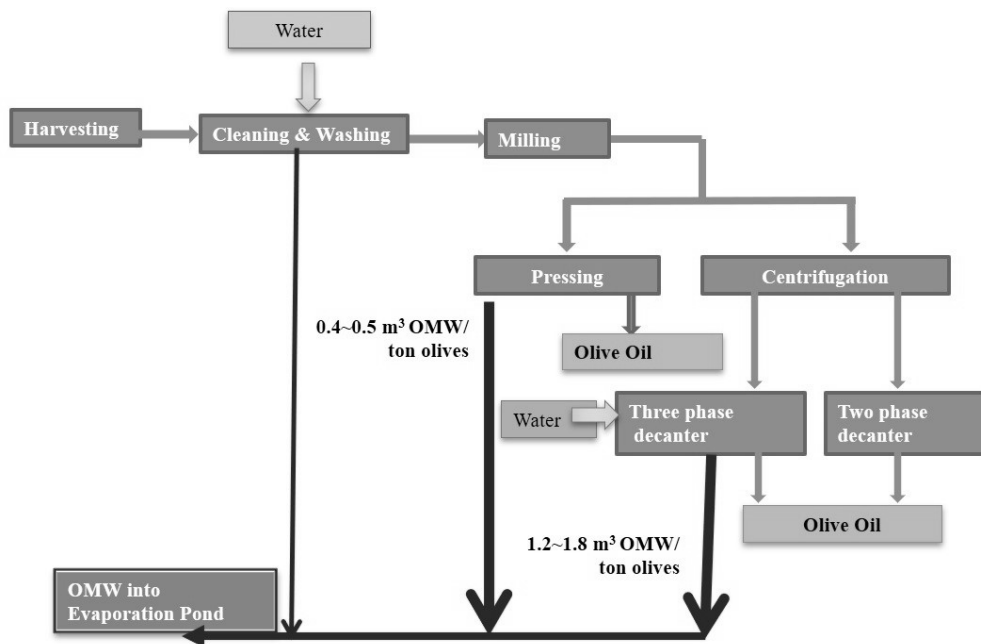 Water
Harvesting
Cleaning & Washing
Milling
Pressing
Centrifugation
0.4~0.5 m³ OMW/
ton olives
Olive Oil
Water
Three phase
decanter
Two phase
decanter
Olive Oil
1.2~1.8 m³ OMW/
ton olives
OMW into
Evaporation Pond